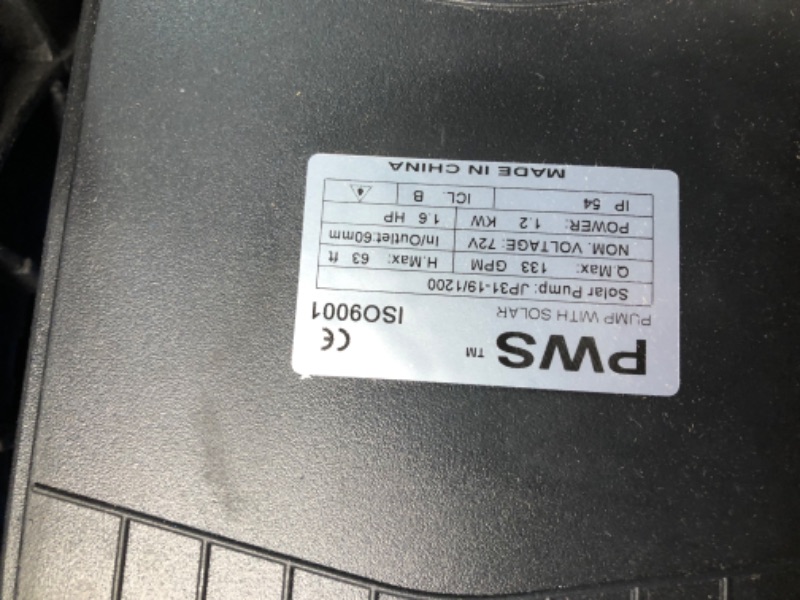 PWS ™ CE
PUMP WITH SOLAR ISO9001
Solar Pump: JP31-19/1200
Q.Max: 133 GPM H.Max: 63 ft
NOM. VOLTAGE: 72V In/Outlet:60mm
POWER: 1.2 KW 1.6 HP
IP 54 ICL. B
MADE IN CHINA